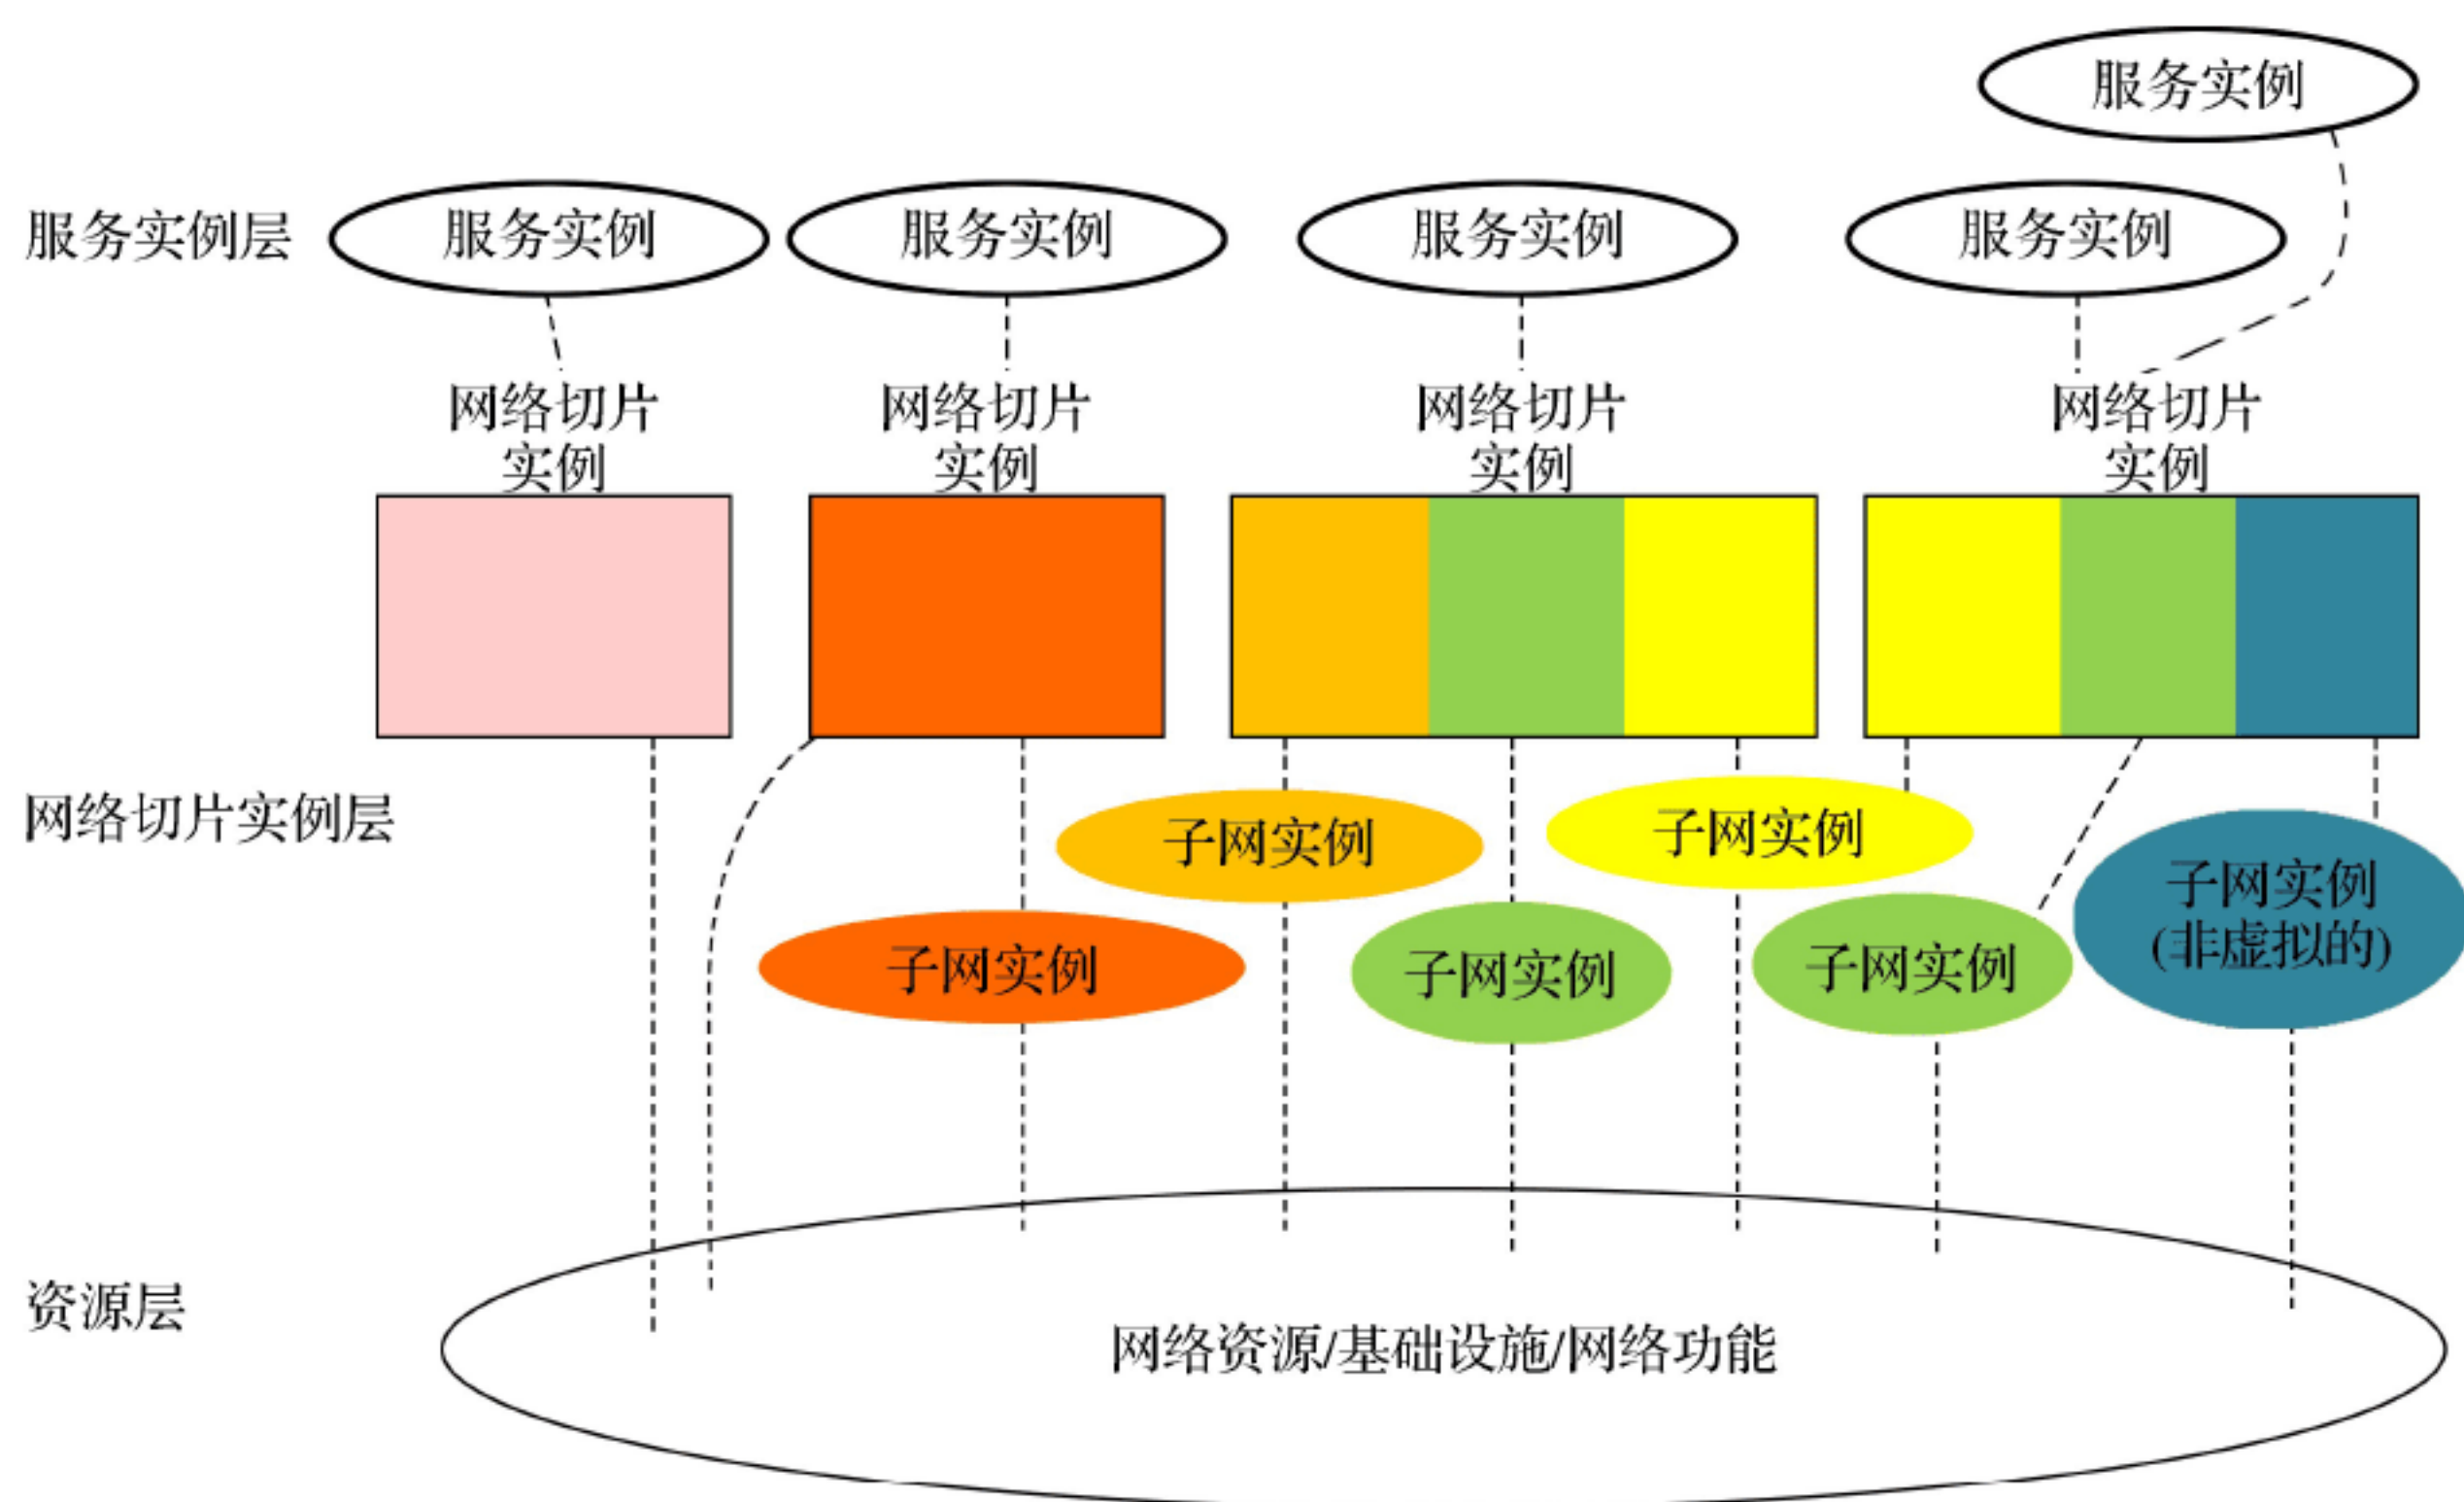 服务实例
服务实例层
服务实例
服务实例
服务实例
服务实例
网络切片
实例
网络切片
实例
网络切片
实例
网络切片
实例
网络切片实例层
子网实例
子网实例
子网实例
子网实例
子网实例
子网实例
(非虚拟的)
资源层
网络资源/基础设施/网络功能